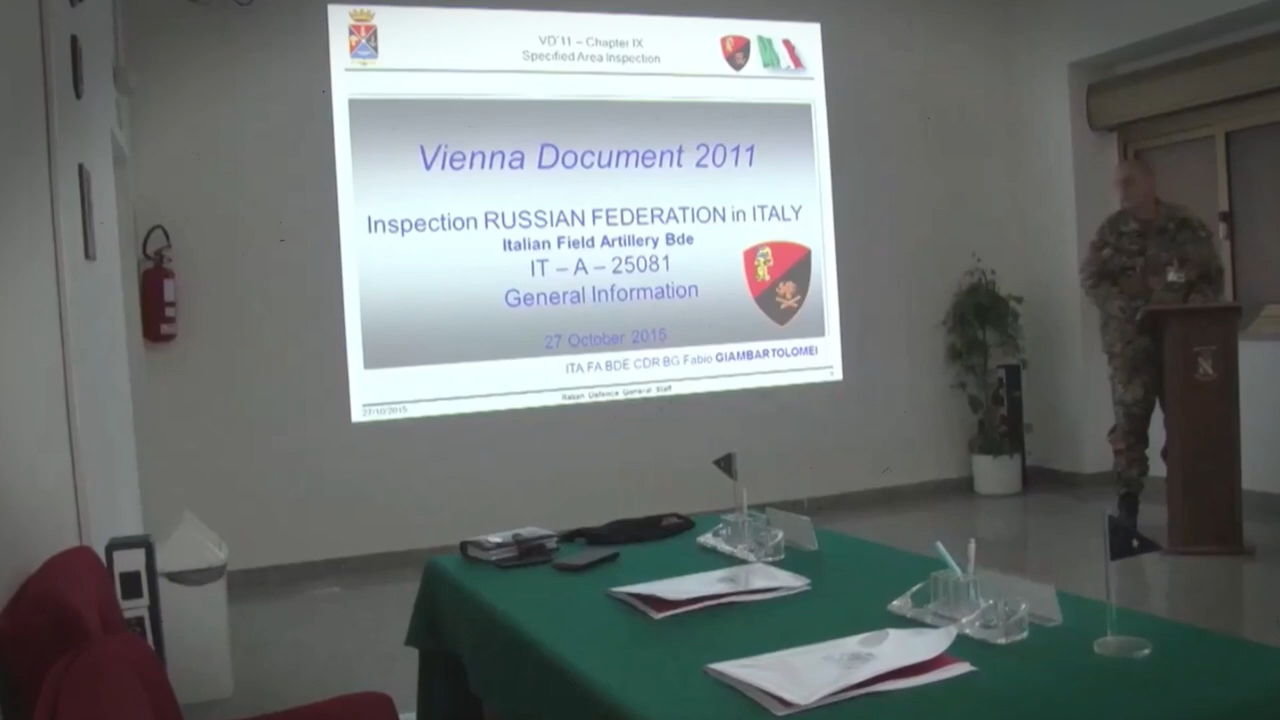 VD'11 – Chapter IX
Specified Area Inspection
Vienna Document 2011
Inspection RUSSIAN FEDERATION in ITALY
Italian Field Artillery Bde
IT – A – 25081
General Information
27 October 2015
ITA FA BDE CDR BG Fabio GIAMBARTOLOMEI
Italian Defence General Staff
27/10/2015